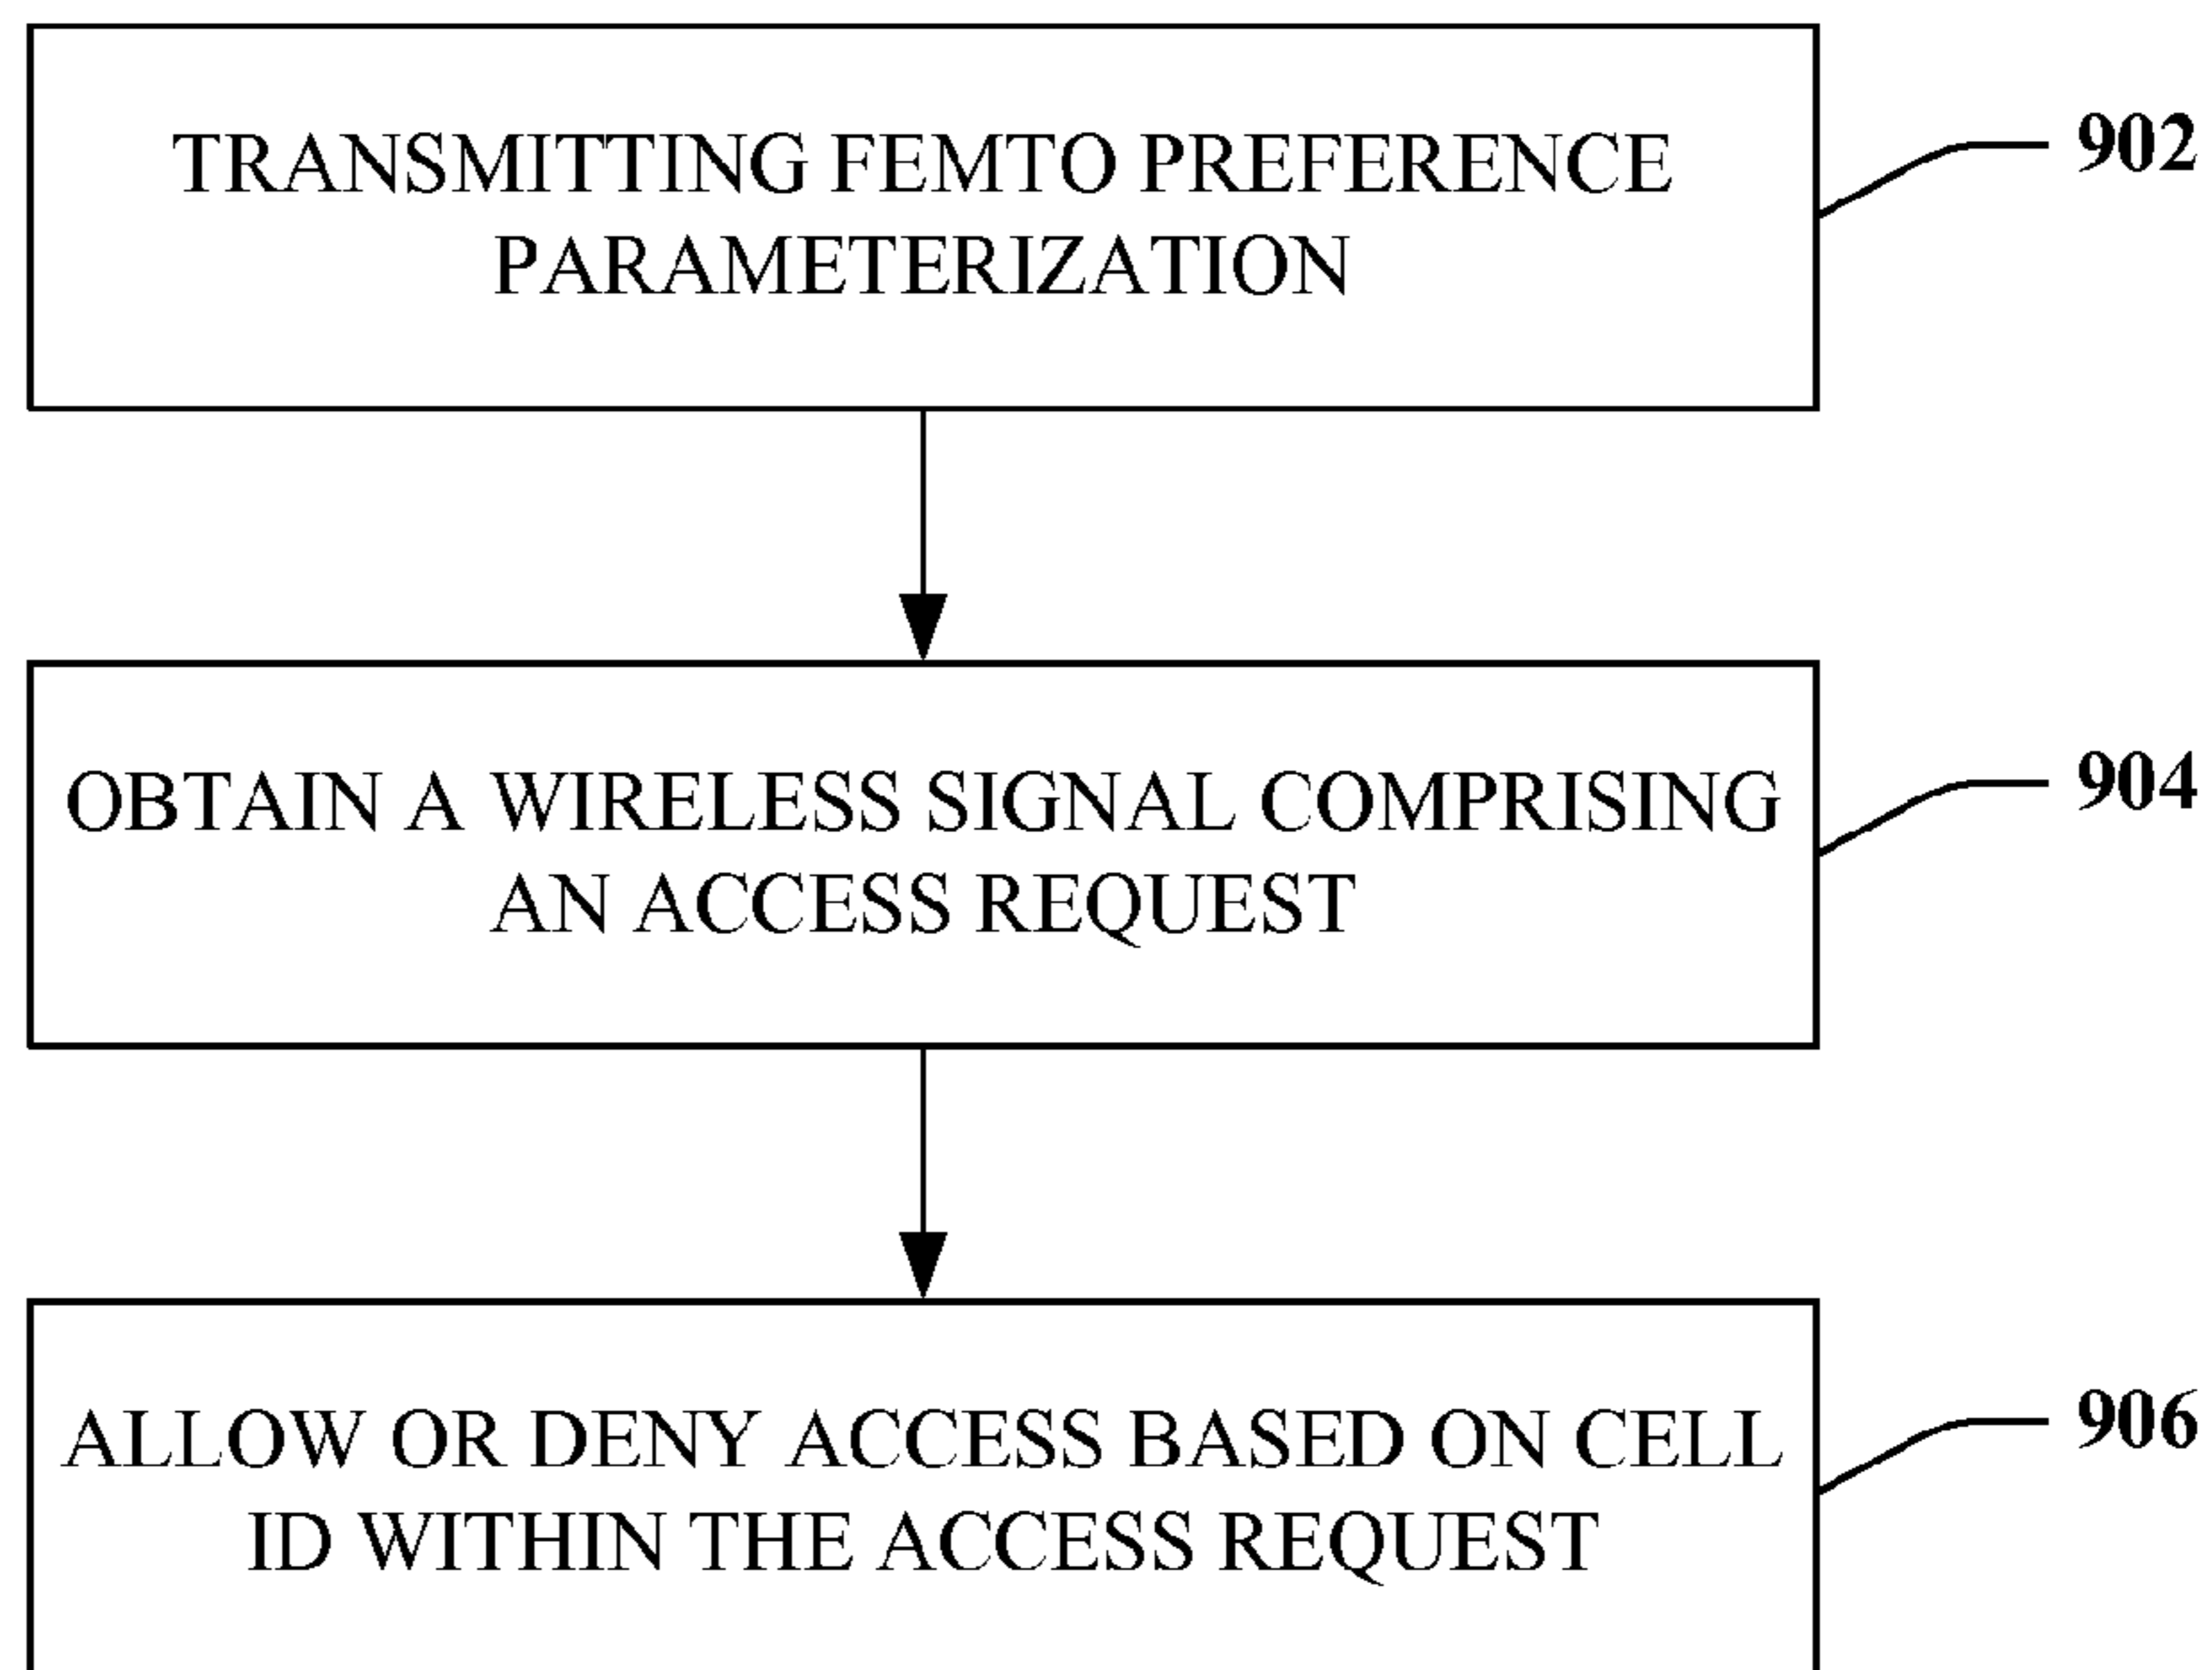 TRANSMITTING FEMTO PREFERENCE
PARAMETERIZATION
902
OBTAIN A WIRELESS SIGNAL COMPRISING
AN ACCESS REQUEST
904
ALLOW OR DENY ACCESS BASED ON CELL
ID WITHIN THE ACCESS REQUEST
906